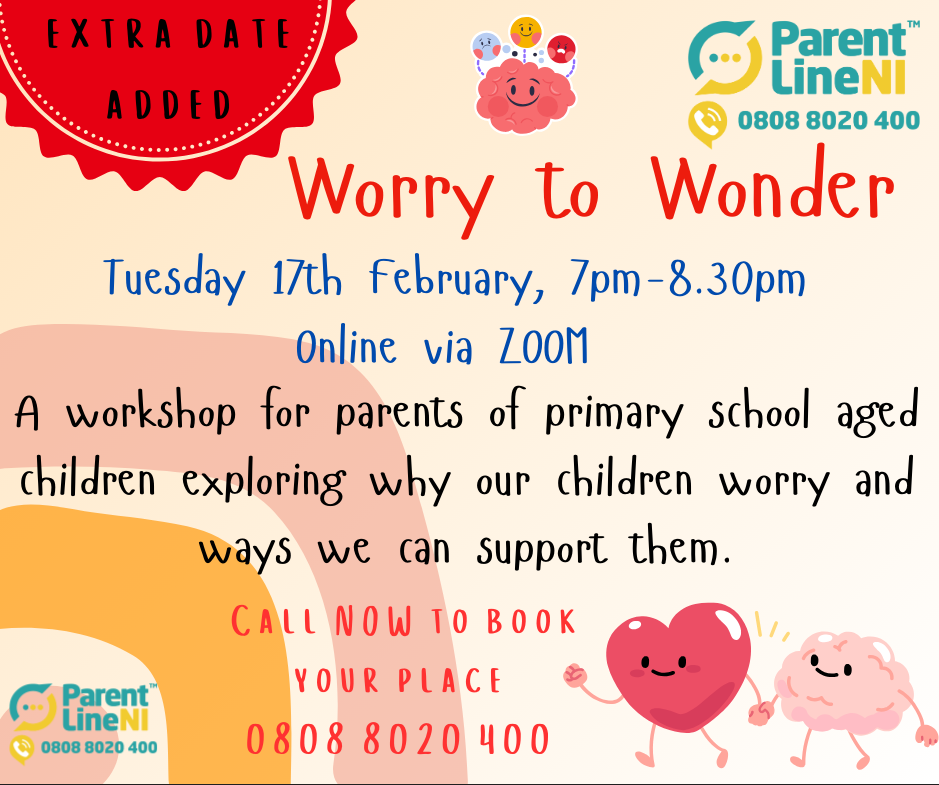 EXTRA DATE
ADDED
Parent™
LineNI
0808 8020 400
Worry to Wonder
Tuesday 17th February, 7pm-8.30pm
Online via ZOOM
A workshop for parents of primary school aged
children exploring why our children worry and
ways we can support them.
CALL NOW TO BOOK
YOUR PLACE
0808 8020 400
Parent™
LineNI
0808 8020 400